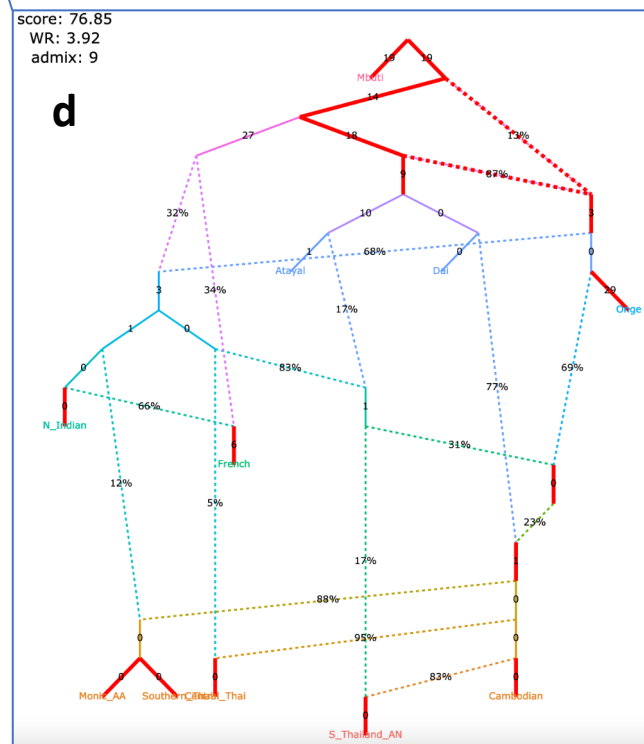 score: 76.85
WR: 3.92
admix: 9
d
19 19
Mbuti
14
27 18 13%
9 87%
3
32% 10 0
1 68% 0 0
Atayal Dai
3 34% 17% 29
Onge
1 0
0 83% 77% 69%
0 66% 1
N_Indian 6 31%
French
12% 5% 0
23%
17% 1
88% 0
0 95% 0
0 0 0 83% 0
Monic_AA Southern_Thai Central_Thai Cambodian
0
S_Thailand_AN